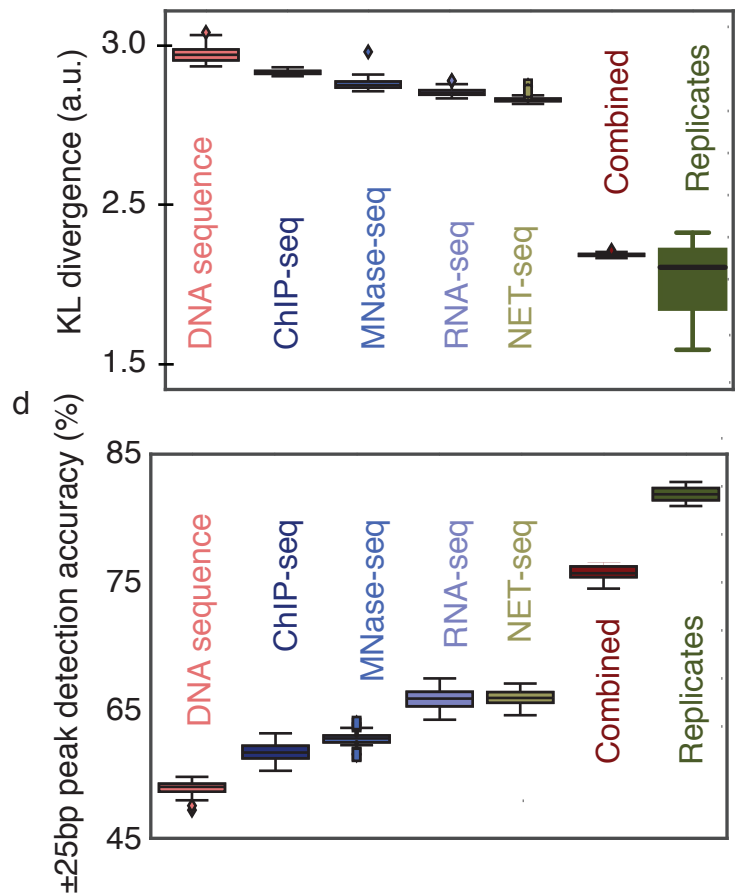 KL divergence (a.u.)
3.0
2.5
1.5
DNA sequence
ChIP-seq
MNase-seq
RNA-seq
NET-seq
Combined
Replicates
d
±25bp peak detection accuracy (%)
85
75
65
45
DNA sequence
ChIP-seq
MNase-seq
RNA-seq
NET-seq
Combined
Replicates